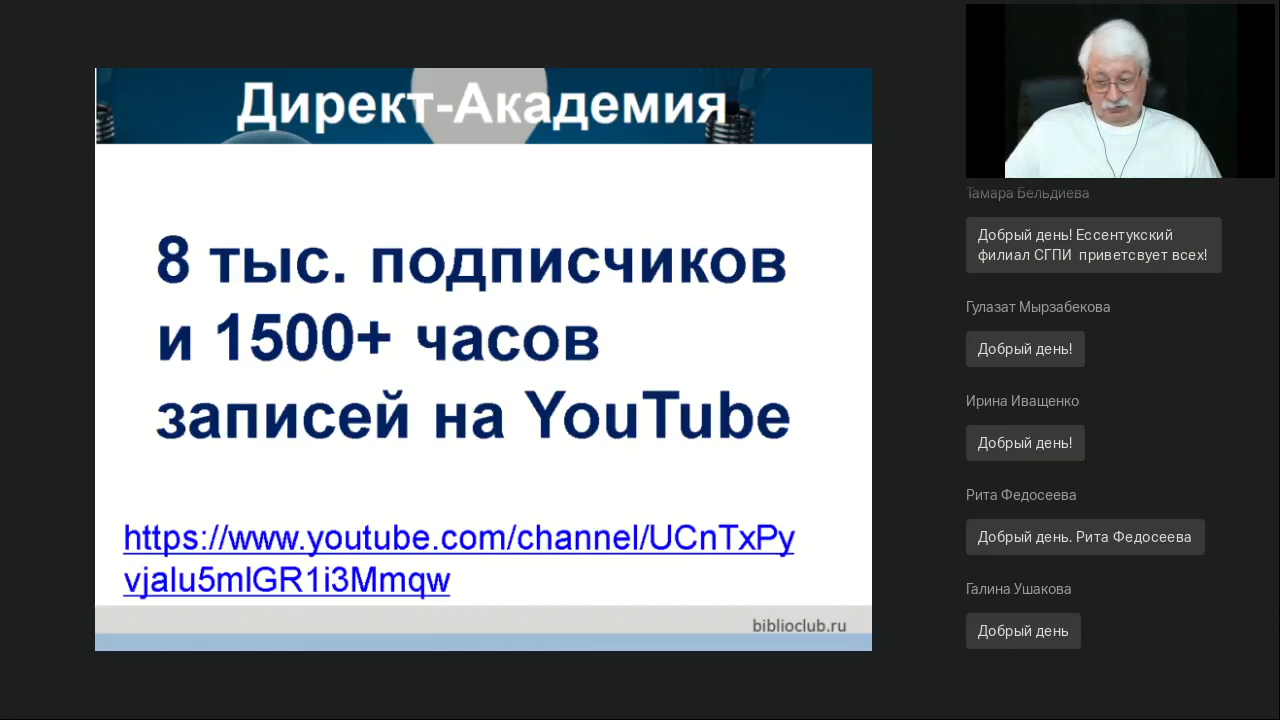 Директ-Академия
8 тыс. подписчиков
и 1500+ часов
записей на YouTube
https://www.youtube.com/channel/UCnTxPy
vjalu5mlGR1i3Mmqw
biblioclub.ru
Тамара Бельдиева
Добрый день! Ессентукский
филиал СГПИ приветсвует всех!
Гулазат Мырзабекова
Добрый день!
Ирина Иващенко
Добрый день!
Рита Федосеева
Добрый день. Рита Федосеева
Галина Ушакова
Добрый день